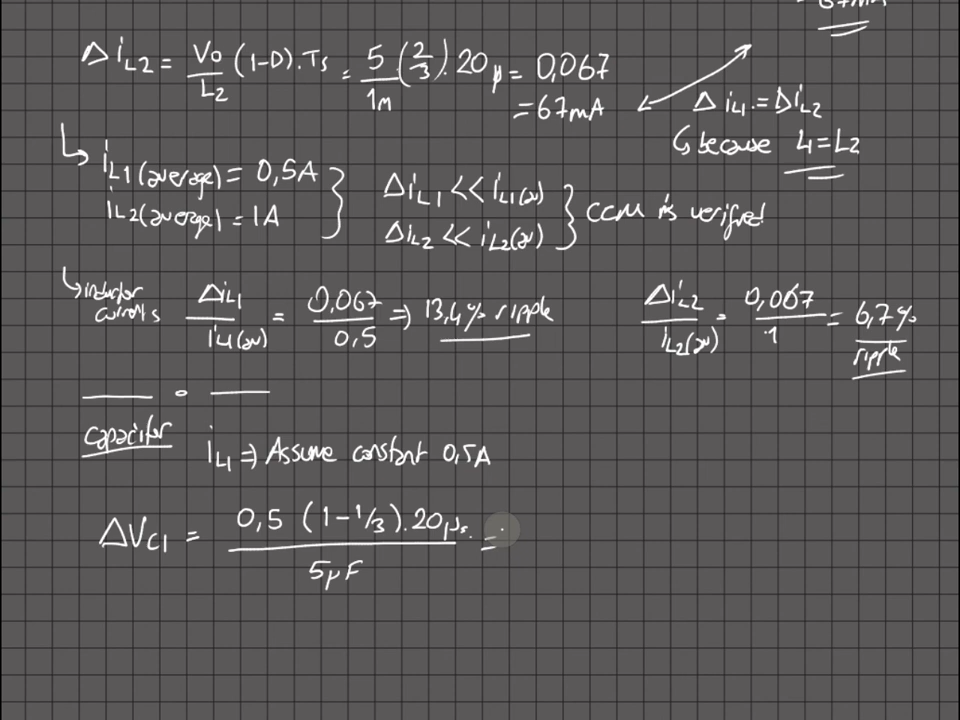 67mA
Δ iL2 = Vo/L2 (1-D).Ts = 5/1m (2/3).20µ = 0,067
= 67mA
Δ iL1 = ΔiL2
↳ because L1=L2
↳ iL1(average) = 0,5A
iL2(average) = 1A
ΔiL1 << iL1(av)
ΔiL2 << iL2(av)
CCM is verified
↳ inductor currents ΔiL1/iL1(av) = 0,067/0,5 ⇒ 13,4% ripple
ΔiL2/iL2(av) = 0,067/1 = 6,7% ripple
capacitor
iL1 ⇒ Assume constant 0,5A
ΔVC1 = 0,5 (1-1/3).20µs. / 5µF =